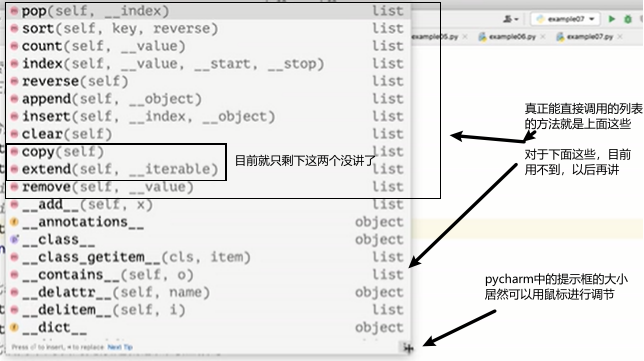 pop(self, __index) list
example07
sort(self, key, reverse) list
count(self, __value) list
example05.py × example06.py × example07.py ×
index(self, __value, __start, __stop) list
reverse(self) list
append(self, __object) list
insert(self, __index, __object) list
clear(self) list
copy(self) list
extend(self, __iterable) list
remove(self, __value) list
__add__(self, x) list
__annotations__ object
__class__ object
__class_getitem__(cls, item) list
__contains__(self, o) list
__delattr__(self, name) object
__delitem__(self, i) list
__dict__ object
to insert, to replace Next Tip
目前就只剩下这两个没讲了
真正能直接调用的列表
的方法就是上面这些
对于下面这些，目前
用不到，以后再讲
pycharm中的提示框的大小
居然可以用鼠标进行调节